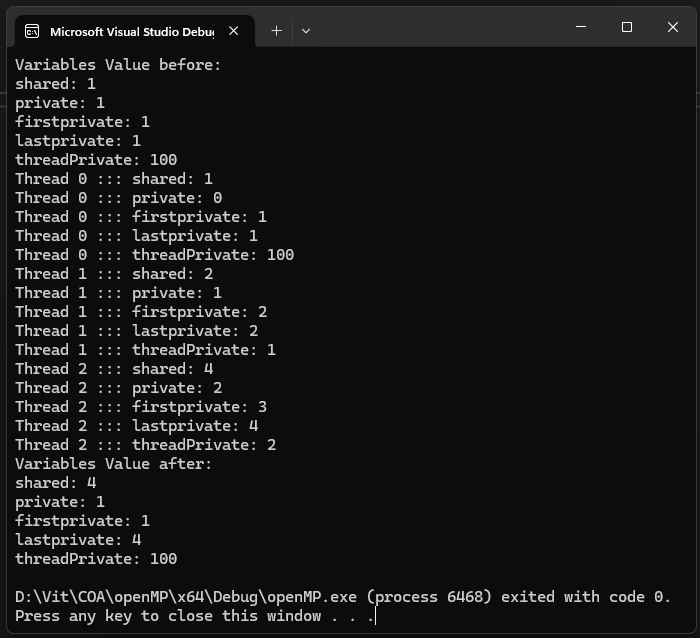 Microsoft Visual Studio Debu
Variables Value before:
shared: 1
private: 1
firstprivate: 1
lastprivate: 1
threadPrivate: 100
Thread 0 ::: shared: 1
Thread 0 ::: private: 0
Thread 0 ::: firstprivate: 1
Thread 0 ::: lastprivate: 1
Thread 0 ::: threadPrivate: 100
Thread 1 ::: shared: 2
Thread 1 ::: private: 1
Thread 1 ::: firstprivate: 2
Thread 1 ::: lastprivate: 2
Thread 1 ::: threadPrivate: 1
Thread 2 ::: shared: 4
Thread 2 ::: private: 2
Thread 2 ::: firstprivate: 3
Thread 2 ::: lastprivate: 4
Thread 2 ::: threadPrivate: 2
Variables Value after:
shared: 4
private: 1
firstprivate: 1
lastprivate: 4
threadPrivate: 100
D:\Vit\COA\openMP\x64\Debug\openMP.exe (process 6468) exited with code 0.
Press any key to close this window . . .